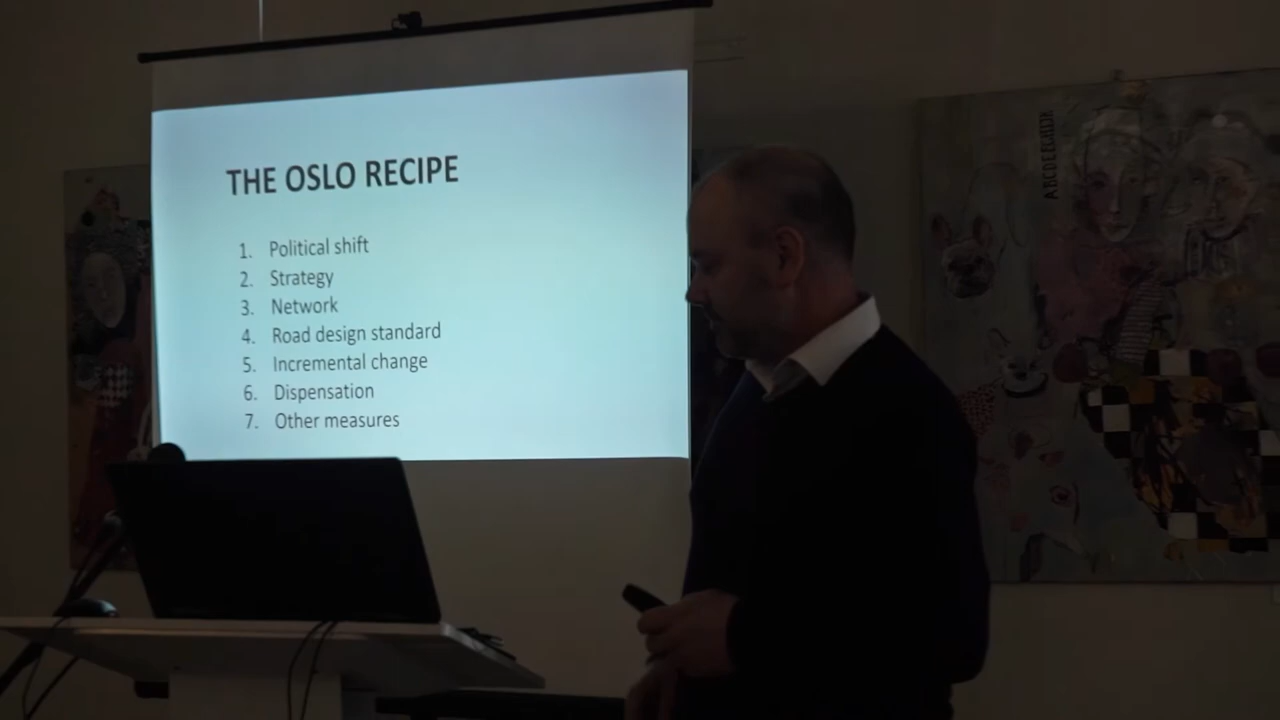 THE OSLO RECIPE
1. Political shift
2. Strategy
3. Network
4. Road design standard
5. Incremental change
6. Dispensation
7. Other measures